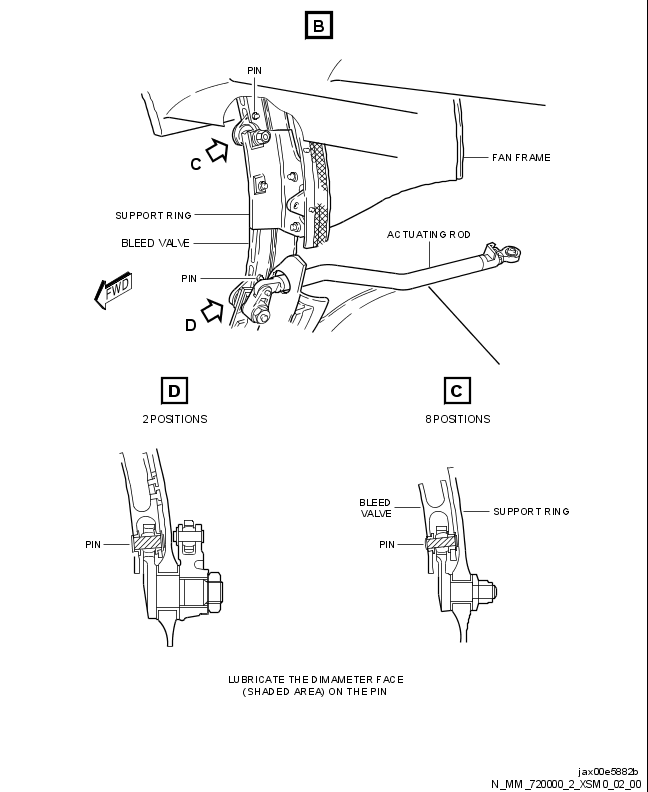 B
PIN
C
FAN FRAME
SUPPORT RING
ACTUATING ROD
BLEED VALVE
PIN
FWD
D
D
C
2 POSITIONS
8 POSITIONS
BLEED
VALVE
SUPPORT RING
PIN
PIN
LUBRICATE THE DIMAMETER FACE
(SHADED AREA) ON THE PIN
jax00e5882b
N_MM_720000_2_XSM0_02_00